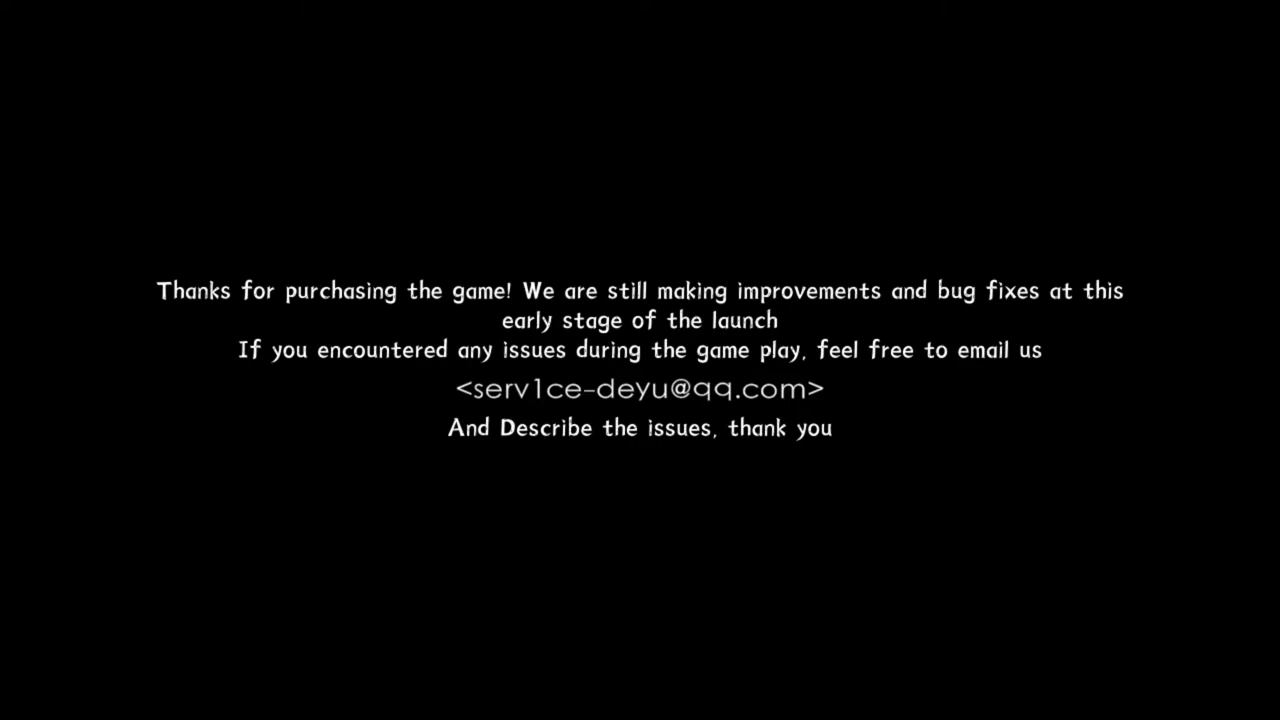 Thanks for purchasing the game! We are still making improvements and bug fixes at this
early stage of the launch
If you encountered any issues during the game play, feel free to email us
<serv1ce-deyu@qq.com>
And Describe the issues, thank you